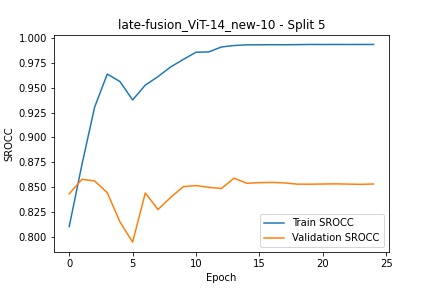 late-fusion_ViT-14_new-10 - Split 5
1.000
0.975
0.950
0.925
0.900
0.875
0.850
0.825
0.800
SROCC
Train SROCC
Validation SROCC
0 5 10 15 20 25
Epoch